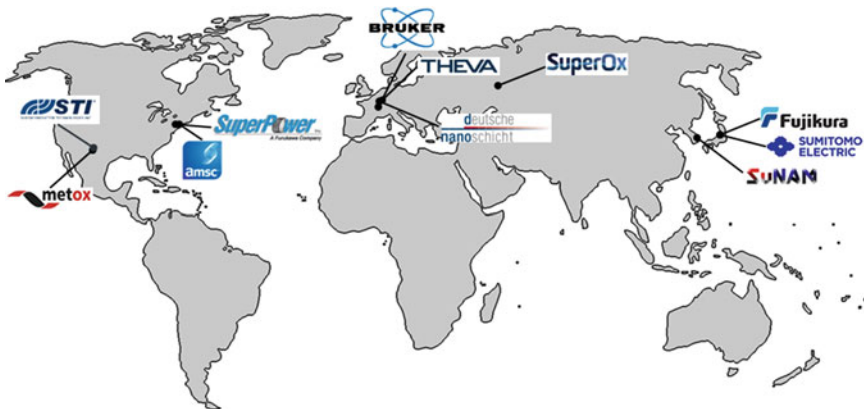 BRUKER
THEVA
SuperOx
STI
SuperPower
A Furukawa Company
amsc
deutsche
nanoschicht
Fujikura
SUMITOMO
ELECTRIC
SuNAM
metox